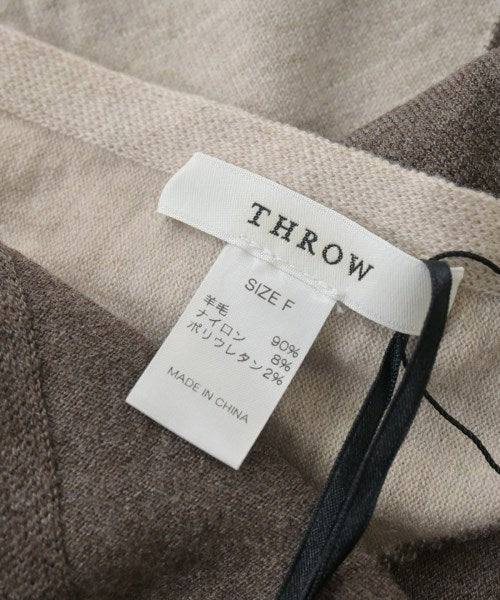 THROW
SIZE F
羊毛 90%
ナイロン 8%
ポリウレタン 2%
MADE IN CHINA